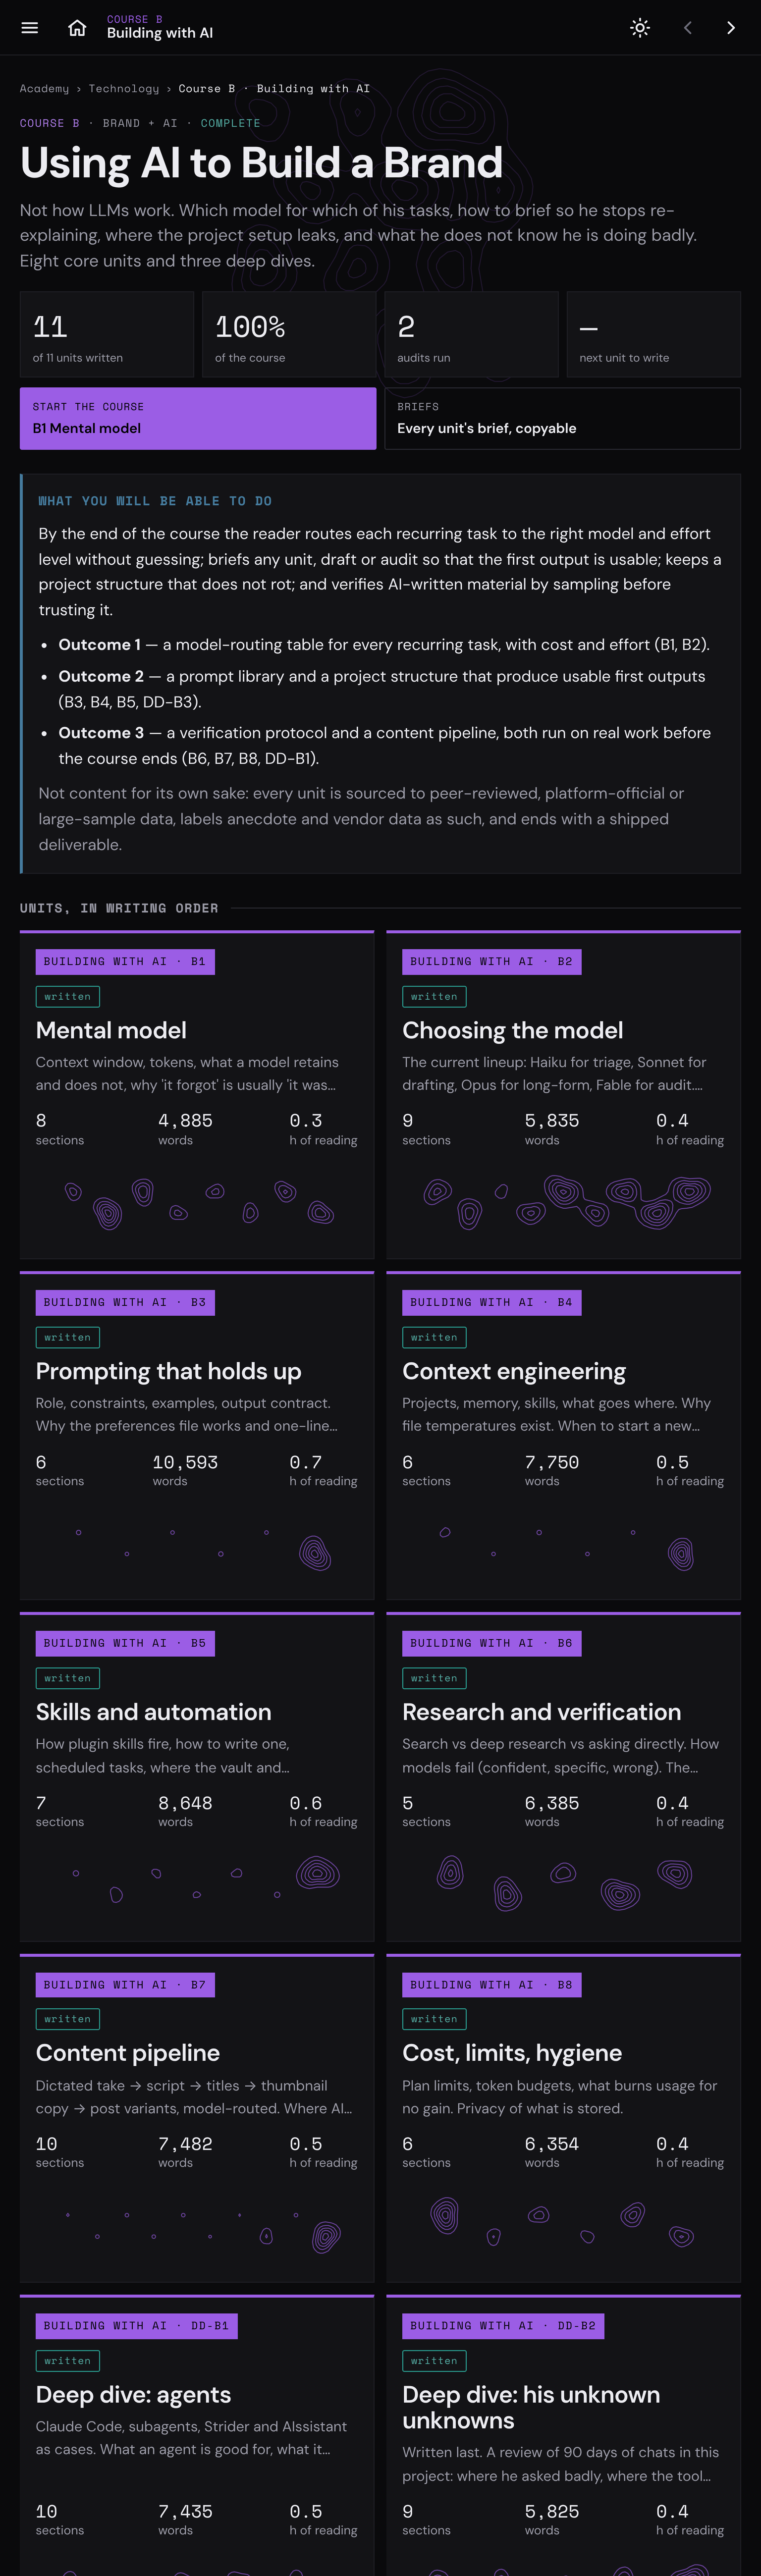 COURSE B
Building with AI
Academy › Technology › Course B · Building with AI
COURSE B · BRAND + AI · COMPLETE
Using AI to Build a Brand
Not how LLMs work. Which model for which of his tasks, how to brief so he stops re-
explaining, where the project setup leaks, and what he does not know he is doing badly.
Eight core units and three deep dives.
11
of 11 units written
100%
of the course
2
audits run
—
next unit to write
START THE COURSE
B1 Mental model
BRIEFS
Every unit's brief, copyable
WHAT YOU WILL BE ABLE TO DO
By the end of the course the reader routes each recurring task to the right model and effort
level without guessing; briefs any unit, draft or audit so that the first output is usable; keeps a
project structure that does not rot; and verifies AI-written material by sampling before
trusting it.
• Outcome 1 — a model-routing table for every recurring task, with cost and effort (B1, B2).
• Outcome 2 — a prompt library and a project structure that produce usable first outputs
(B3, B4, B5, DD-B3).
• Outcome 3 — a verification protocol and a content pipeline, both run on real work before
the course ends (B6, B7, B8, DD-B1).
Not content for its own sake: every unit is sourced to peer-reviewed, platform-official or
large-sample data, labels anecdote and vendor data as such, and ends with a shipped
deliverable.
UNITS, IN WRITING ORDER
BUILDING WITH AI · B1
written
Mental model
Context window, tokens, what a model retains
and does not, why 'it forgot' is usually 'it was…
8 4,885 0.3
sections words h of reading
BUILDING WITH AI · B2
written
Choosing the model
The current lineup: Haiku for triage, Sonnet for
drafting, Opus for long-form, Fable for audit.…
9 5,835 0.4
sections words h of reading
BUILDING WITH AI · B3
written
Prompting that holds up
Role, constraints, examples, output contract.
Why the preferences file works and one-line…
6 10,593 0.7
sections words h of reading
BUILDING WITH AI · B4
written
Context engineering
Projects, memory, skills, what goes where. Why
file temperatures exist. When to start a new…
6 7,750 0.5
sections words h of reading
BUILDING WITH AI · B5
written
Skills and automation
How plugin skills fire, how to write one,
scheduled tasks, where the vault and…
7 8,648 0.6
sections words h of reading
BUILDING WITH AI · B6
written
Research and verification
Search vs deep research vs asking directly. How
models fail (confident, specific, wrong). The…
5 6,385 0.4
sections words h of reading
BUILDING WITH AI · B7
written
Content pipeline
Dictated take → script → titles → thumbnail
copy → post variants, model-routed. Where AI…
10 7,482 0.5
sections words h of reading
BUILDING WITH AI · B8
written
Cost, limits, hygiene
Plan limits, token budgets, what burns usage for
no gain. Privacy of what is stored.
6 6,354 0.4
sections words h of reading
BUILDING WITH AI · DD-B1
written
Deep dive: agents
Claude Code, subagents, Strider and AIssistant
as cases. What an agent is good for, what it…
10 7,435 0.5
sections words h of reading
BUILDING WITH AI · DD-B2
written
Deep dive: his unknown
unknowns
Written last. A review of 90 days of chats in this
project: where he asked badly, where the tool…
9 5,825 0.4
sections words h of reading